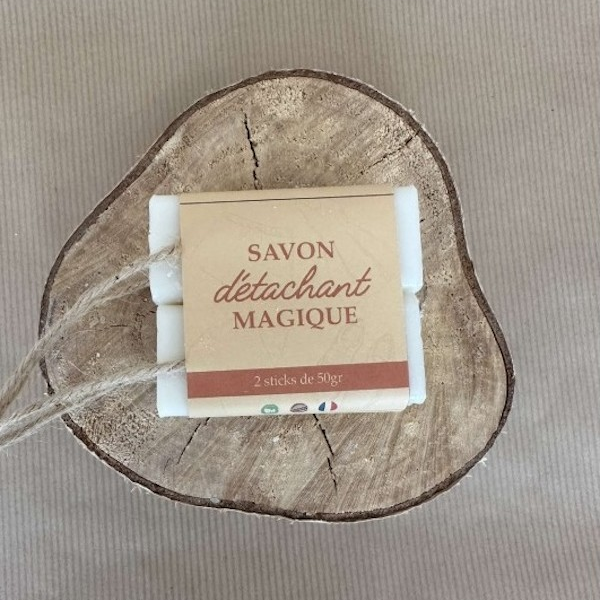 SAVON
détachant
MAGIQUE
2 sticks de 50gr